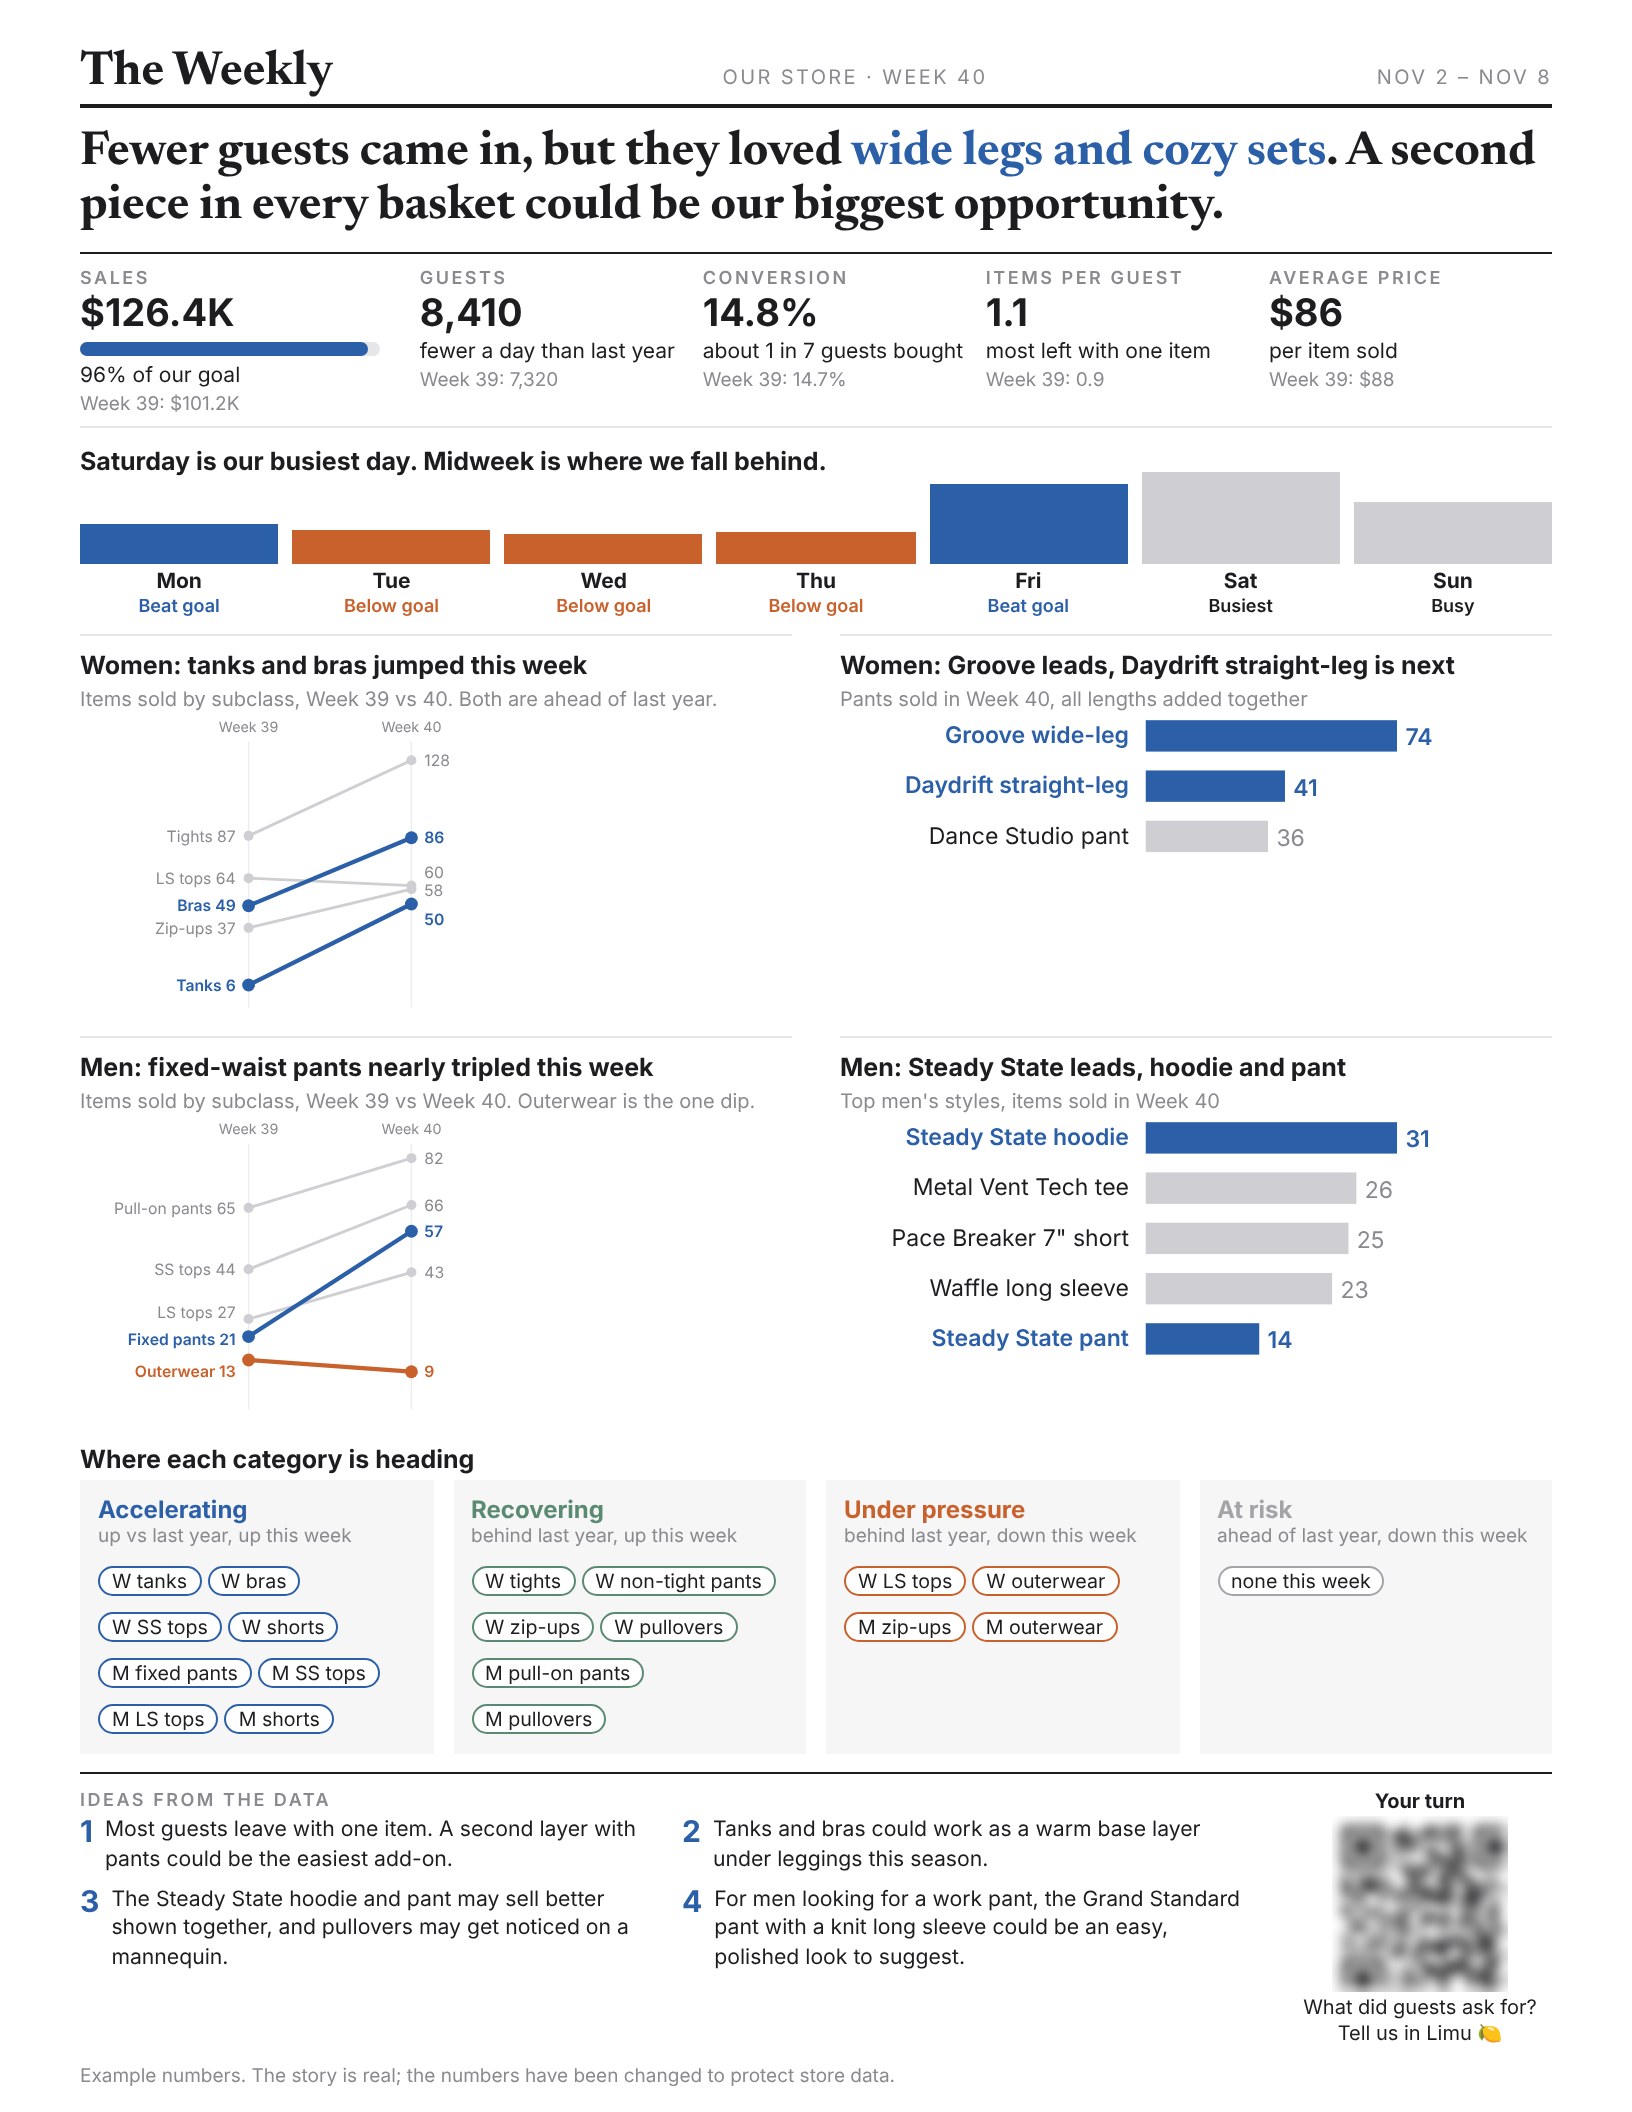 The Weekly
OUR STORE · WEEK 40
NOV 2 – NOV 8
Fewer guests came in, but they loved wide legs and cozy sets. A second
piece in every basket could be our biggest opportunity.
SALES
$126.4K
96% of our goal
Week 39: $101.2K
GUESTS
8,410
fewer a day than last year
Week 39: 7,320
CONVERSION
14.8%
about 1 in 7 guests bought
Week 39: 14.7%
ITEMS PER GUEST
1.1
most left with one item
Week 39: 0.9
AVERAGE PRICE
$86
per item sold
Week 39: $88
Saturday is our busiest day. Midweek is where we fall behind.
Mon
Beat goal
Tue
Below goal
Wed
Below goal
Thu
Below goal
Fri
Beat goal
Sat
Busiest
Sun
Busy
Women: tanks and bras jumped this week
Items sold by subclass, Week 39 vs 40. Both are ahead of last year.
Week 39
Week 40
128
Tights 87
86
LS tops 64
60
58
Bras 49
50
Zip-ups 37
Tanks 6
Women: Groove leads, Daydrift straight-leg is next
Pants sold in Week 40, all lengths added together
Groove wide-leg 74
Daydrift straight-leg 41
Dance Studio pant 36
Men: fixed-waist pants nearly tripled this week
Items sold by subclass, Week 39 vs Week 40. Outerwear is the one dip.
Week 39
Week 40
82
Pull-on pants 65
66
57
SS tops 44
43
LS tops 27
Fixed pants 21
Outerwear 13
9
Men: Steady State leads, hoodie and pant
Top men's styles, items sold in Week 40
Steady State hoodie 31
Metal Vent Tech tee 26
Pace Breaker 7" short 25
Waffle long sleeve 23
Steady State pant 14
Where each category is heading
Accelerating
up vs last year, up this week
W tanks
W bras
W SS tops
W shorts
M fixed pants
M SS tops
M LS tops
M shorts
Recovering
behind last year, up this week
W tights
W non-tight pants
W zip-ups
W pullovers
M pull-on pants
M pullovers
Under pressure
behind last year, down this week
W LS tops
W outerwear
M zip-ups
M outerwear
At risk
ahead of last year, down this week
none this week
IDEAS FROM THE DATA
1 Most guests leave with one item. A second layer with
pants could be the easiest add-on.
2 Tanks and bras could work as a warm base layer
under leggings this season.
3 The Steady State hoodie and pant may sell better
shown together, and pullovers may get noticed on a
mannequin.
4 For men looking for a work pant, the Grand Standard
pant with a knit long sleeve could be an easy,
polished look to suggest.
Your turn
What did guests ask for?
Tell us in Limu 🍋
Example numbers. The story is real; the numbers have been changed to protect store data.